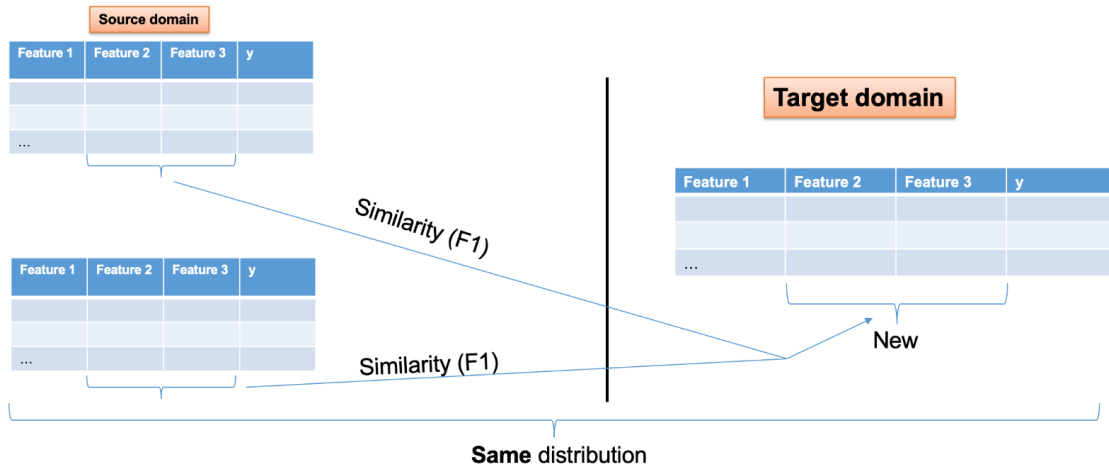 Source domain
Feature 1 Feature 2 Feature 3 y
...
Target domain
Feature 1 Feature 2 Feature 3 y
...
Similarity (F1)
Feature 1 Feature 2 Feature 3 y
...
Similarity (F1)
New
Same distribution